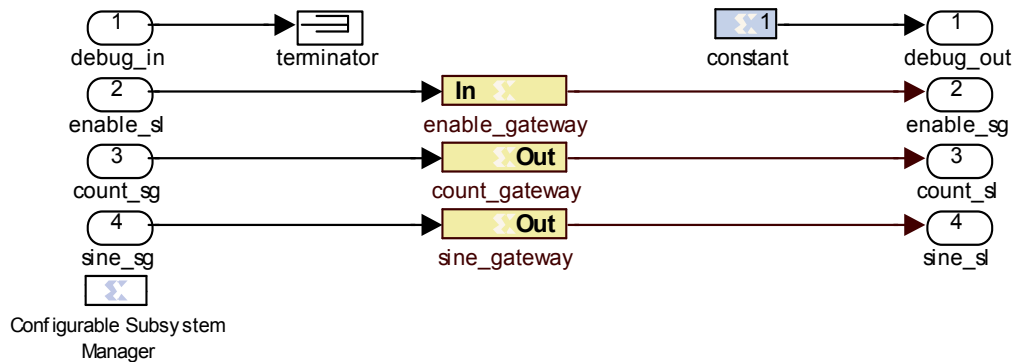 1
debug_in
terminator
1
constant
1
debug_out
2
enable_sl
In
enable_gateway
2
enable_sg
3
count_sg
Out
count_gateway
3
count_sl
4
sine_sg
Out
sine_gateway
4
sine_sl
Configurable Subsystem
Manager